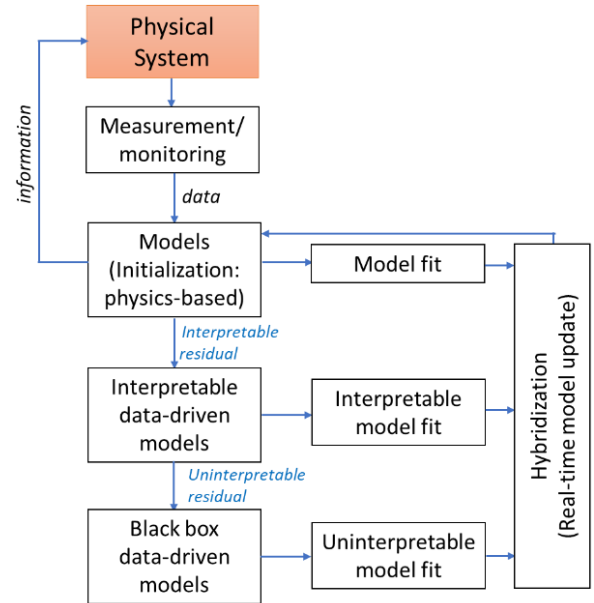 Physical
System
Measurement/
monitoring
information
data
Models
(Initialization:
physics-based)
Model fit
Interpretable
residual
Interpretable
data-driven
models
Interpretable
model fit
Uninterpretable
residual
Black box
data-driven
models
Uninterpretable
model fit
Hybridization
(Real-time model update)